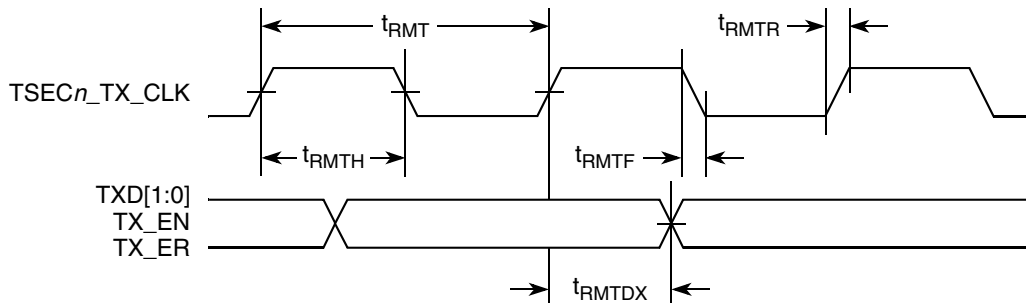 tRMT
tRMTR
TSECn_TX_CLK
tRMTH
tRMTF
TXD[1:0]
TX_EN
TX_ER
tRMTDX